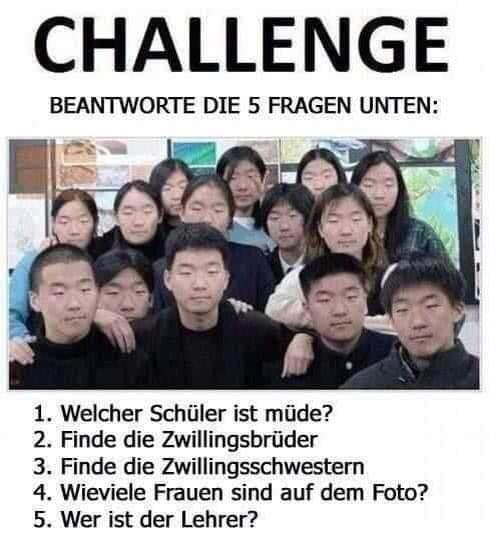 CHALLENGE
BEANTWORTE DIE 5 FRAGEN UNTEN:
1. Welcher Schüler ist müde?
2. Finde die Zwillingsbrüder
3. Finde die Zwillingsschwestern
4. Wieviele Frauen sind auf dem Foto?
5. Wer ist der Lehrer?